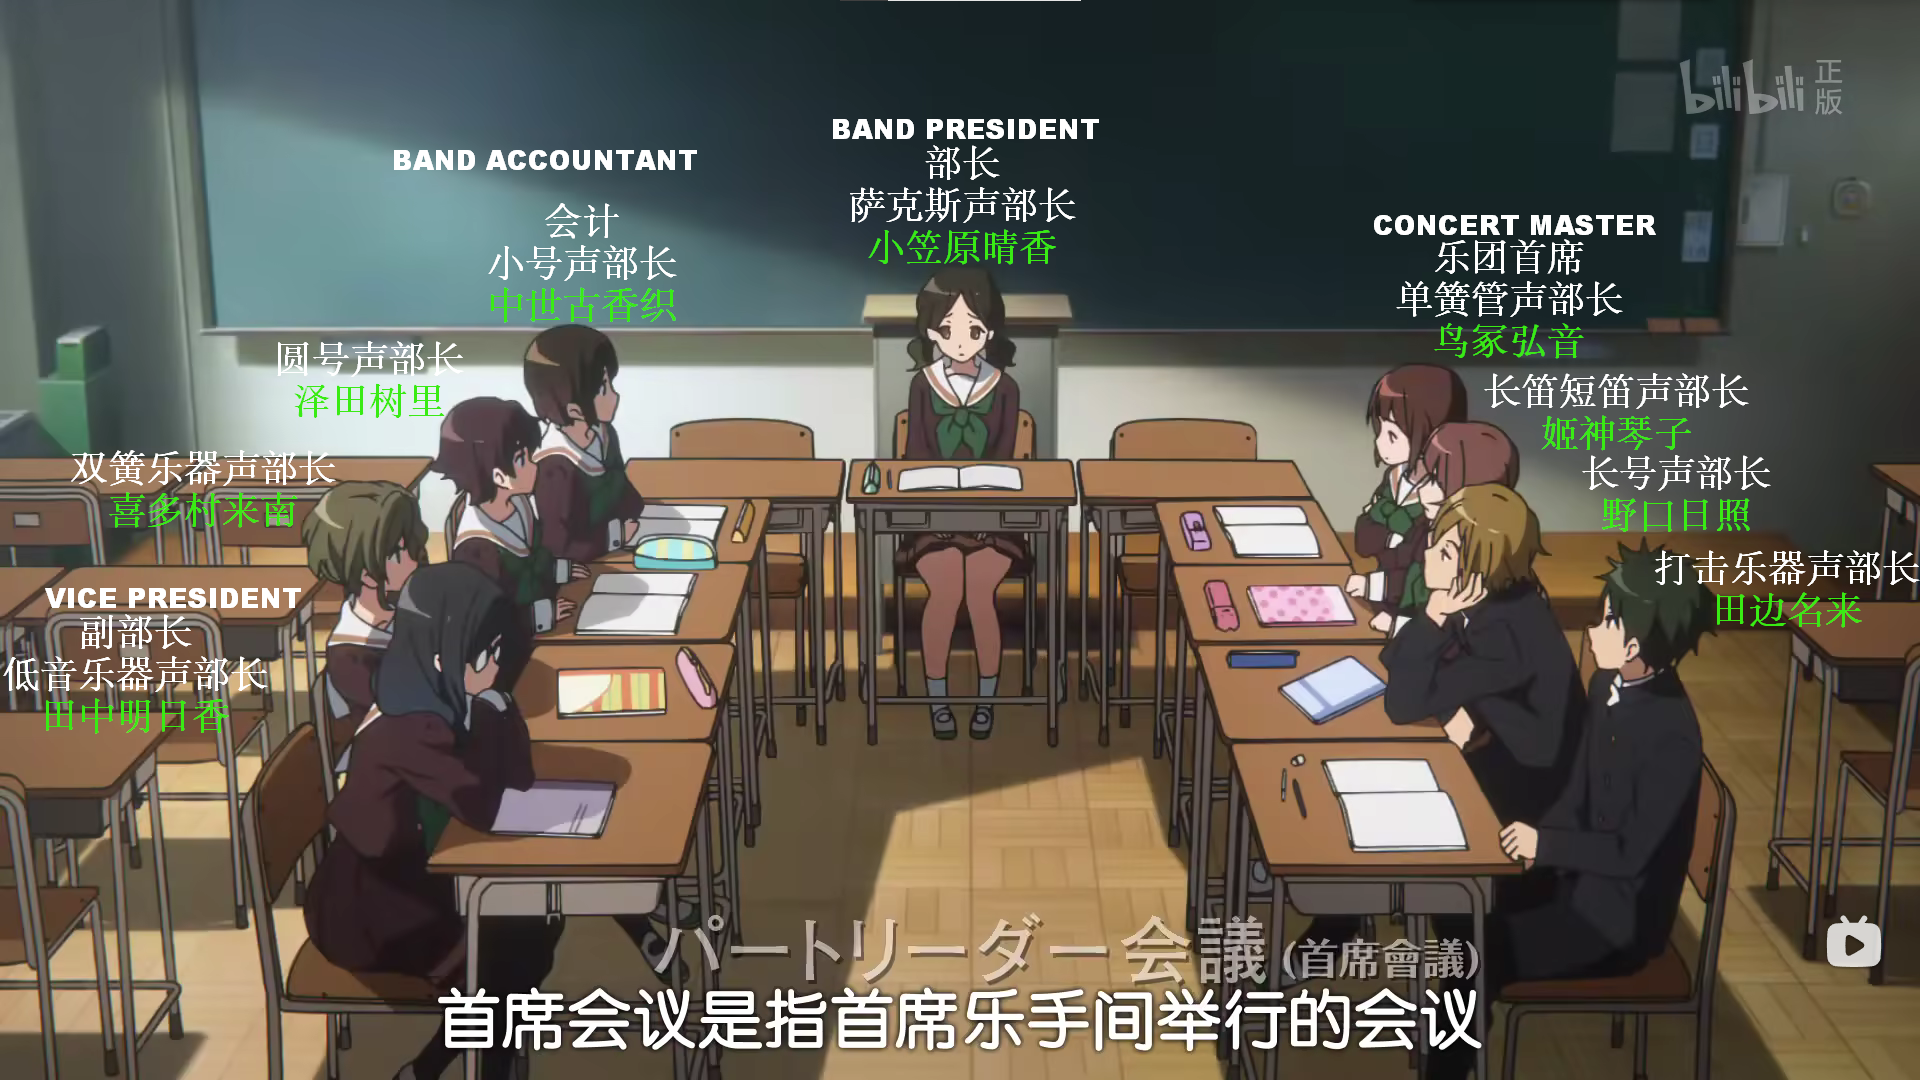 bilibili 正版
BAND PRESIDENT
部长
萨克斯声部长
小笠原晴香
BAND ACCOUNTANT
会计
小号声部长
中世古香织
CONCERT MASTER
乐团首席
单簧管声部长
鸟冢弘音
圆号声部长
泽田树里
长笛短笛声部长
姬神琴子
双簧乐器声部长
喜多村来南
长号声部长
野口日照
打击乐器声部长
田边名来
VICE PRESIDENT
副部长
低音乐器声部长
田中明日香
パートリーダー会議 (首席會議)
首席会议是指首席乐手间举行的会议